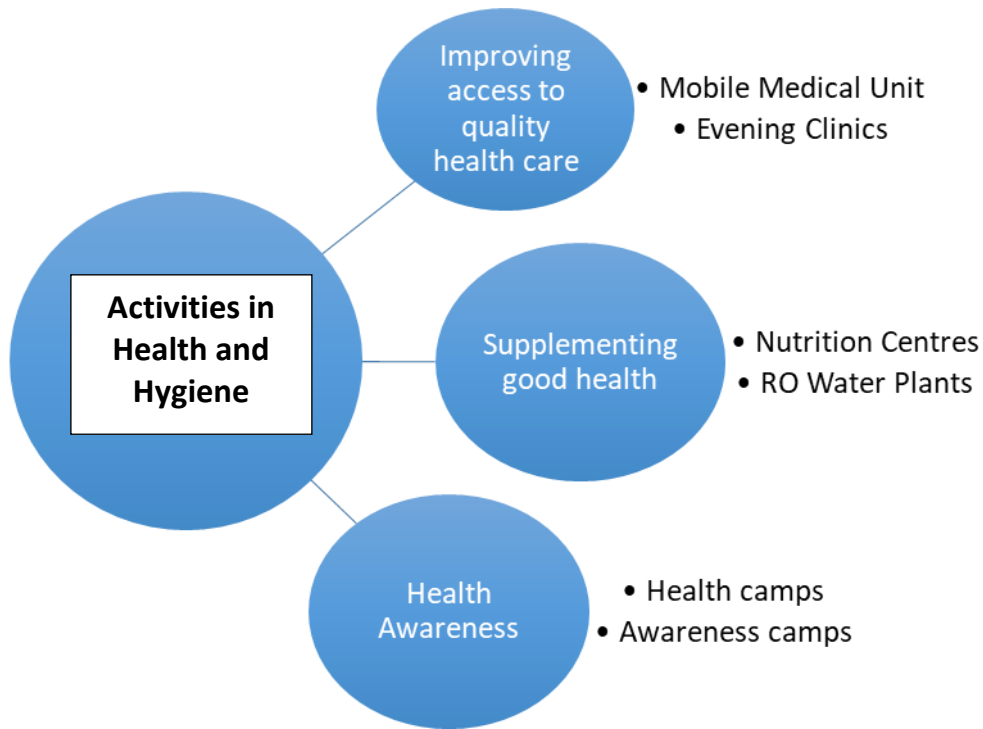 Activities in
Health and
Hygiene
Improving
access to
quality
health care
• Mobile Medical Unit
• Evening Clinics
Supplementing
good health
• Nutrition Centres
• RO Water Plants
Health
Awareness
• Health camps
• Awareness camps